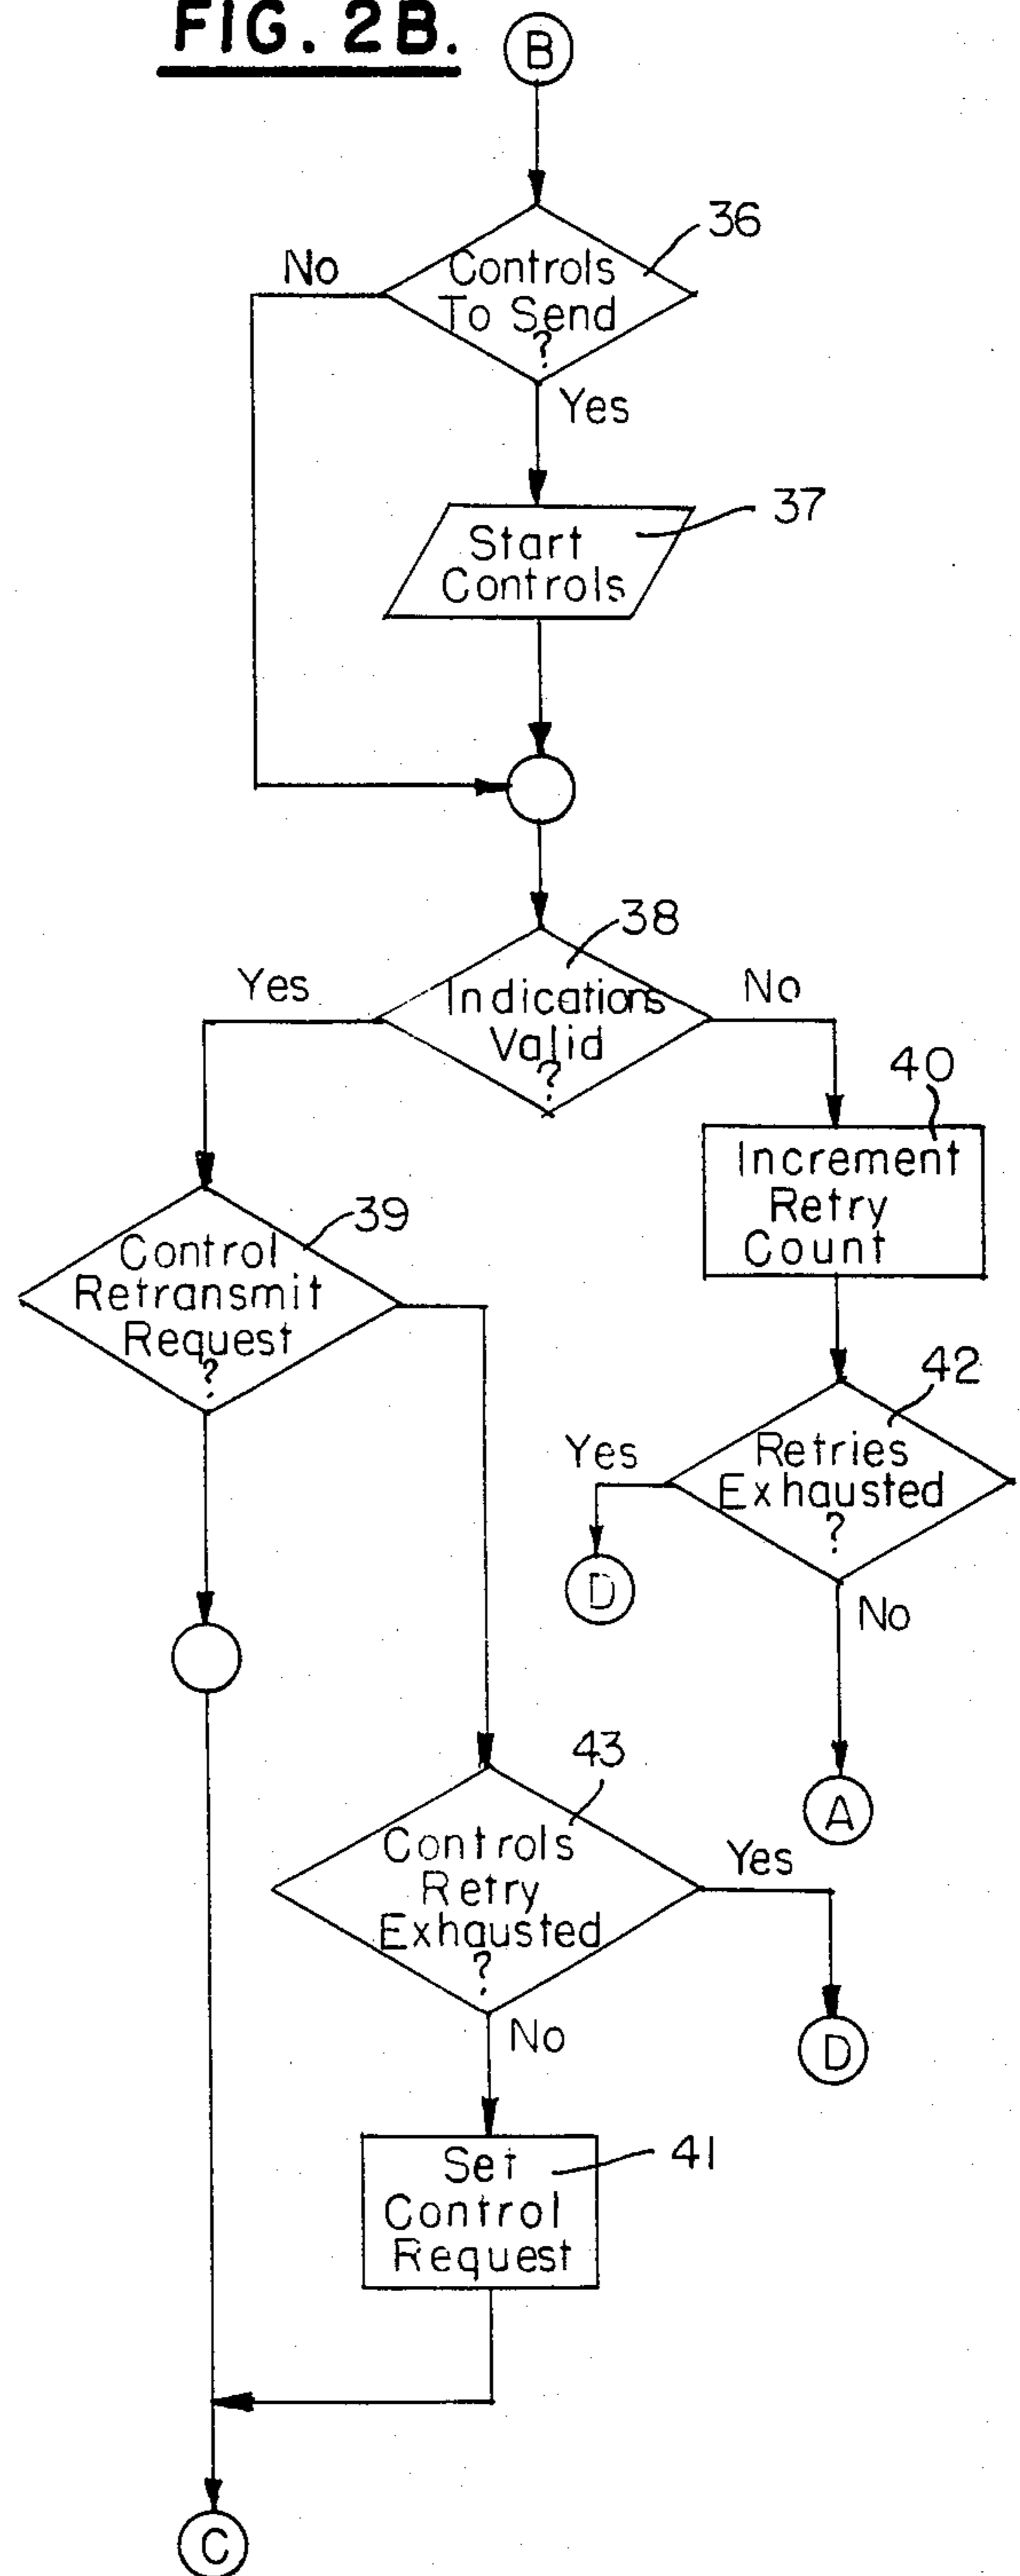 FIG. 2B.
B
36
No
Controls
To Send
?
Yes
37
Start
Controls
38
Yes
Indications
Valid
?
No
40
Increment
Retry
Count
39
Control
Retransmit
Request
?
42
Yes
Retries
Exhausted
?
D
No
43
A
Controls
Retry
Exhausted
?
Yes
No
D
41
Set
Control
Request
C